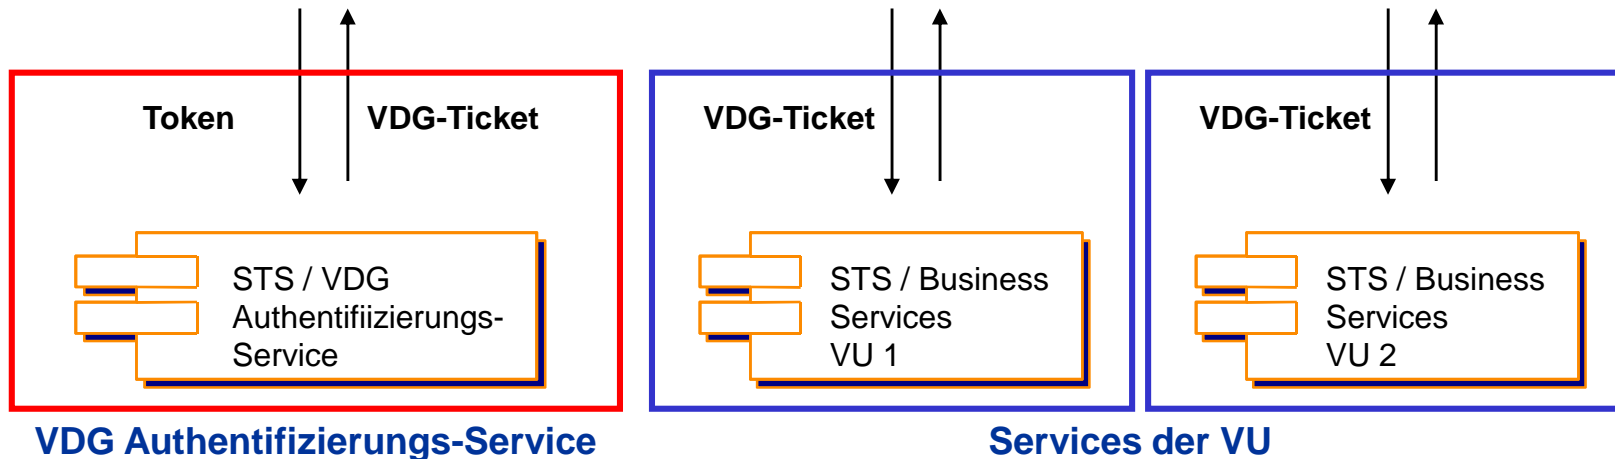 Token
VDG-Ticket
VDG-Ticket
VDG-Ticket
STS / VDG
Authentifiizierungs-
Service
STS / Business
Services
VU 1
STS / Business
Services
VU 2
VDG Authentifizierungs-Service
Services der VU